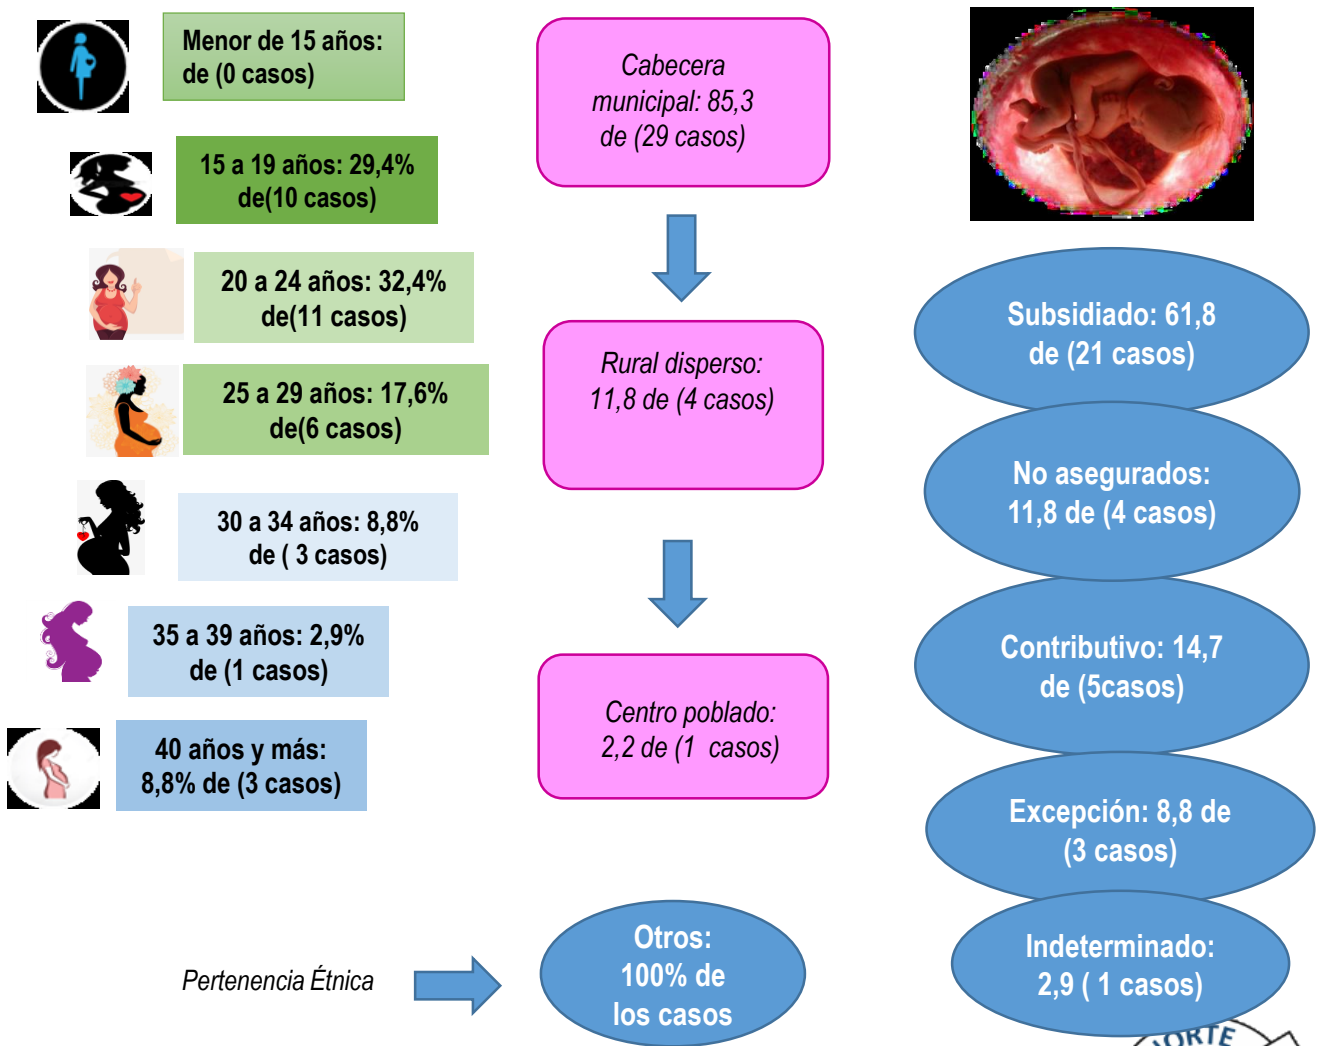 Menor de 15 años:
de (0 casos)
15 a 19 años: 29,4%
de(10 casos)
20 a 24 años: 32,4%
de(11 casos)
25 a 29 años: 17,6%
de(6 casos)
30 a 34 años: 8,8%
de ( 3 casos)
35 a 39 años: 2,9%
de (1 casos)
40 años y más:
8,8% de (3 casos)
Cabecera
municipal: 85,3
de (29 casos)
Rural disperso:
11,8 de (4 casos)
Centro poblado:
2,2 de (1 casos)
Subsidiado: 61,8
de (21 casos)
No asegurados:
11,8 de (4 casos)
Contributivo: 14,7
de (5casos)
Excepción: 8,8 de
(3 casos)
Indeterminado:
2,9 ( 1 casos)
Pertenencia Étnica
Otros:
100% de
los casos
NORTE